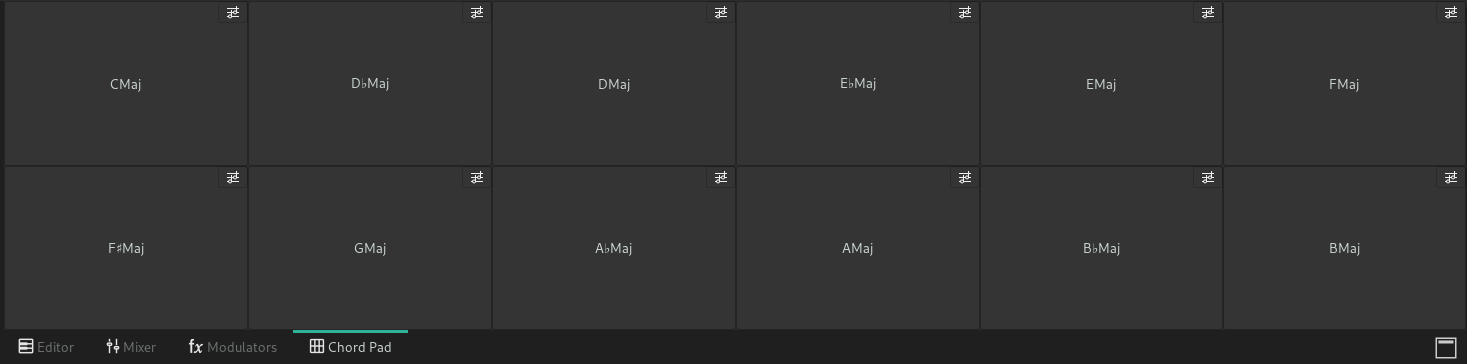 CMaj D♭Maj DMaj E♭Maj EMaj FMaj
F♯Maj GMaj A♭Maj AMaj B♭Maj BMaj
Editor Mixer fx Modulators Chord Pad